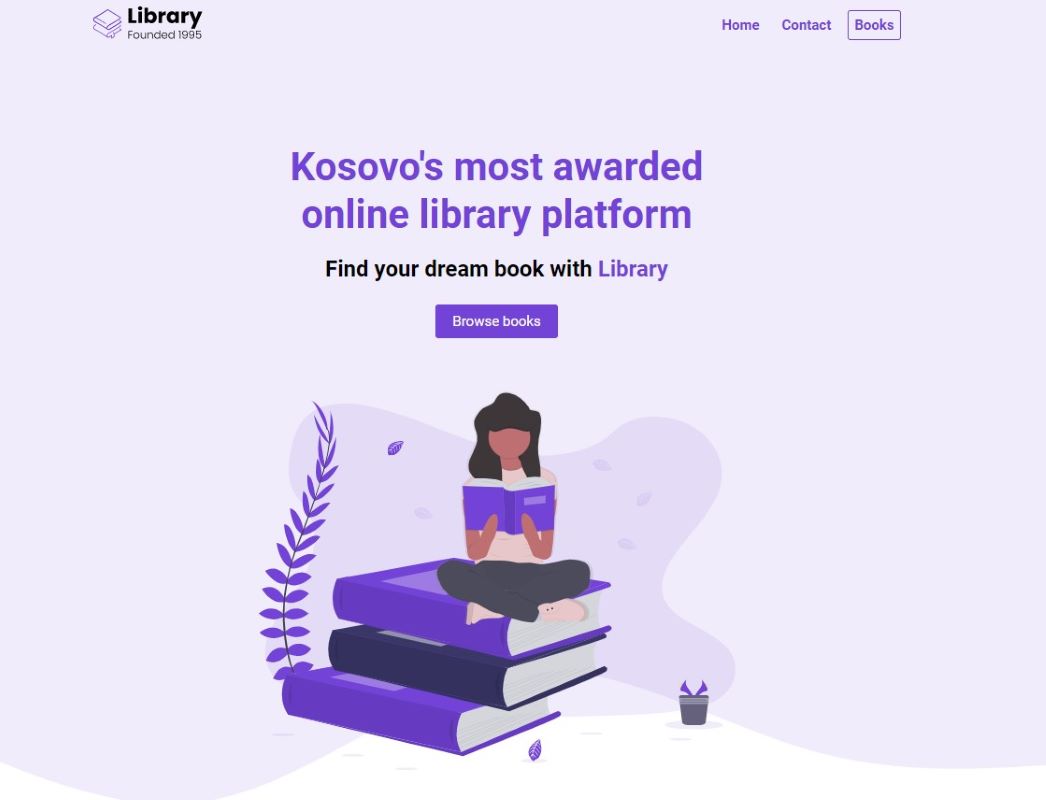 Library
Founded 1995
Home Contact Books
Kosovo's most awarded
online library platform
Find your dream book with Library
Browse books